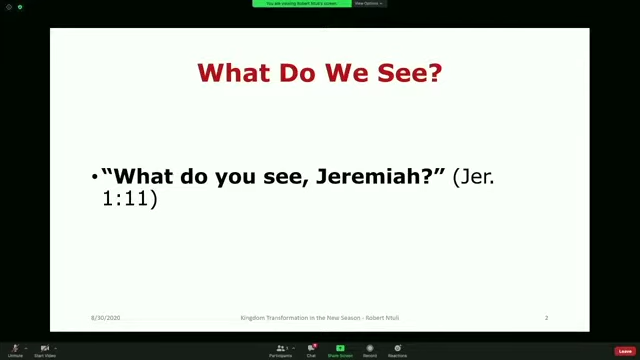 You are viewing Robert Ntuli's screen
View Options
What Do We See?
• "What do you see, Jeremiah?" (Jer.
1:11)
8/30/2020
Kingdom Transformation in the New Season - Robert Ntuli
2
Unmute
Start Video
Participants
Chat
Share Screen
Record
Reactions
Leave